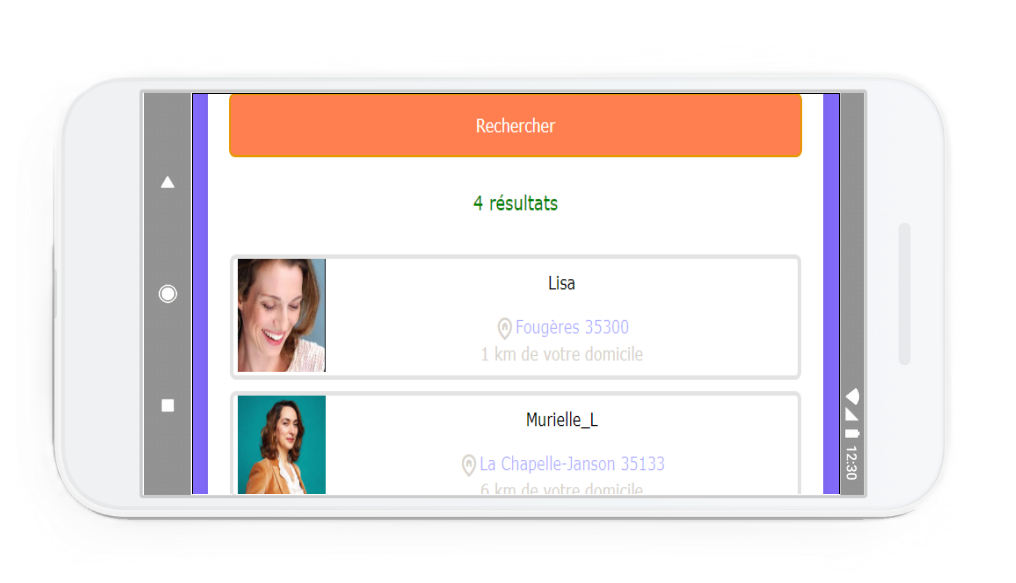 Rechercher
4 résultats
Lisa
Fougères 35300
1 km de votre domicile
Murielle_L
La Chapelle-Janson 35133
6 km de votre domicile
12:30